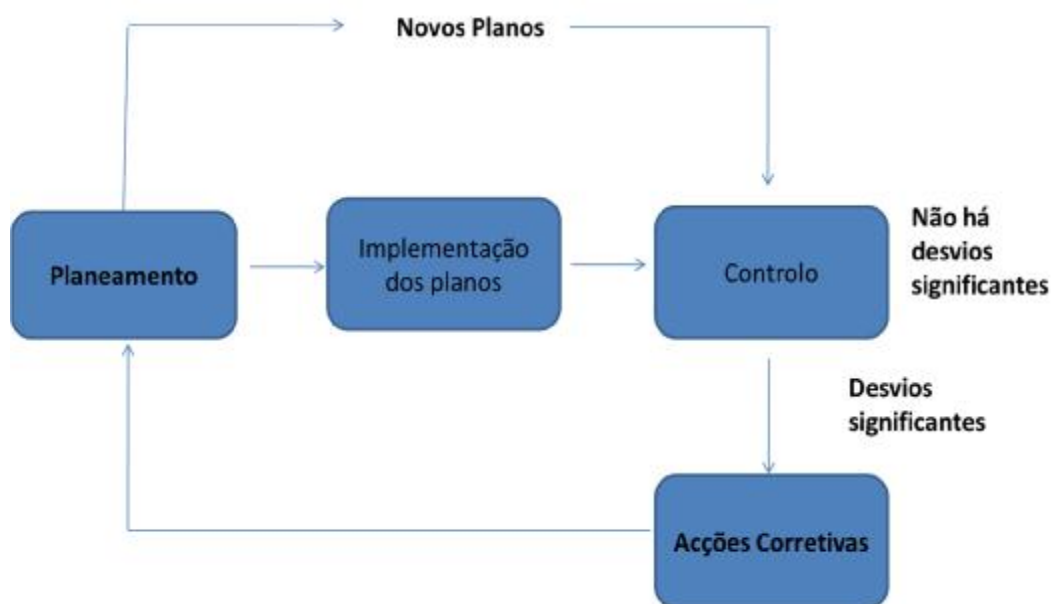 Novos Planos
Planeamento
Implementação
dos planos
Controlo
Não há
desvios
significantes
Desvios
significantes
Acções Corretivas